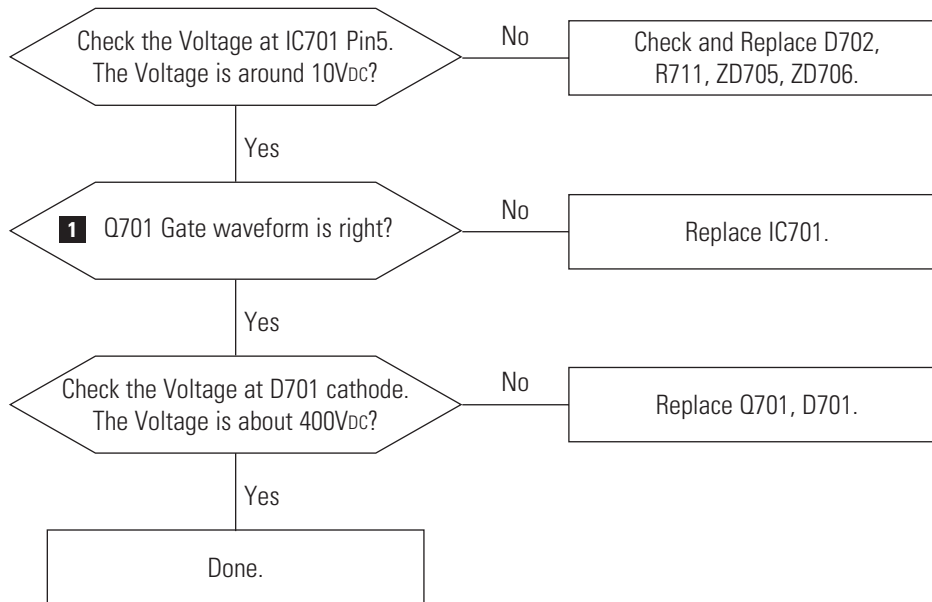 Check the Voltage at IC701 Pin5.
The Voltage is around 10VDC?
No
Check and Replace D702,
R711, ZD705, ZD706.
Yes
1 Q701 Gate waveform is right?
No
Replace IC701.
Yes
Check the Voltage at D701 cathode.
The Voltage is about 400VDC?
No
Replace Q701, D701.
Yes
Done.